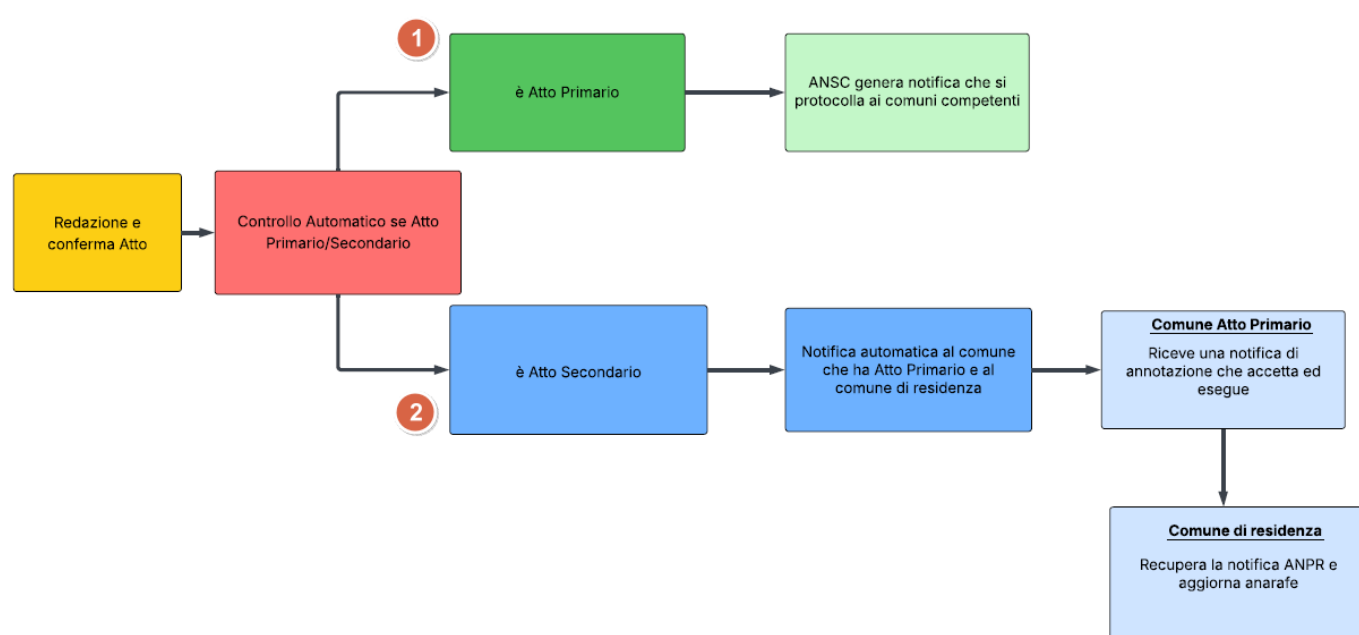 1
è Atto Primario
ANSC genera notifica che si
protocolla ai comuni competenti
Redazione e
conferma Atto
Controllo Automatico se Atto
Primario/Secondario
2
è Atto Secondario
Notifica automatica al comune
che ha Atto Primario e al
comune di residenza
Comune Atto Primario
Riceve una notifica di
annotazione che accetta ed
esegue
Comune di residenza
Recupera la notifica ANPR e
aggiorna anarafe